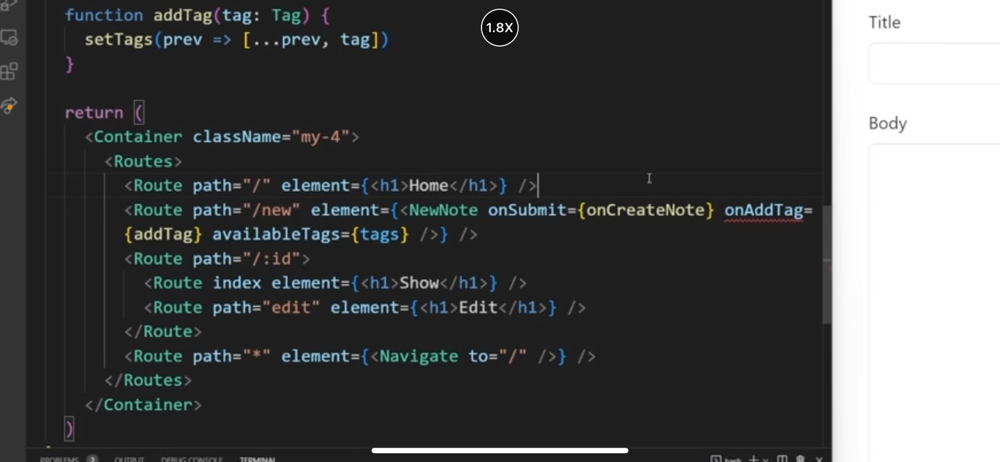 function addTag(tag: Tag) {
setTags(prev => [...prev, tag])
}
1.8X
return (
<Container className="my-4">
<Routes>
<Route path="/" element={<h1>Home</h1>} />
<Route path="/new" element={<NewNote onSubmit={onCreateNote} onAddTag=
{addTag} availableTags={tags} />} />
<Route path="/:id">
<Route index element={<h1>Show</h1>} />
<Route path="edit" element={<h1>Edit</h1>} />
</Route>
<Route path="*" element={<Navigate to="/" />} />
</Routes>
</Container>
)
PROBLEMS 2 OUTPUT DEBUG CONSOLE TERMINAL bash
Title
Body